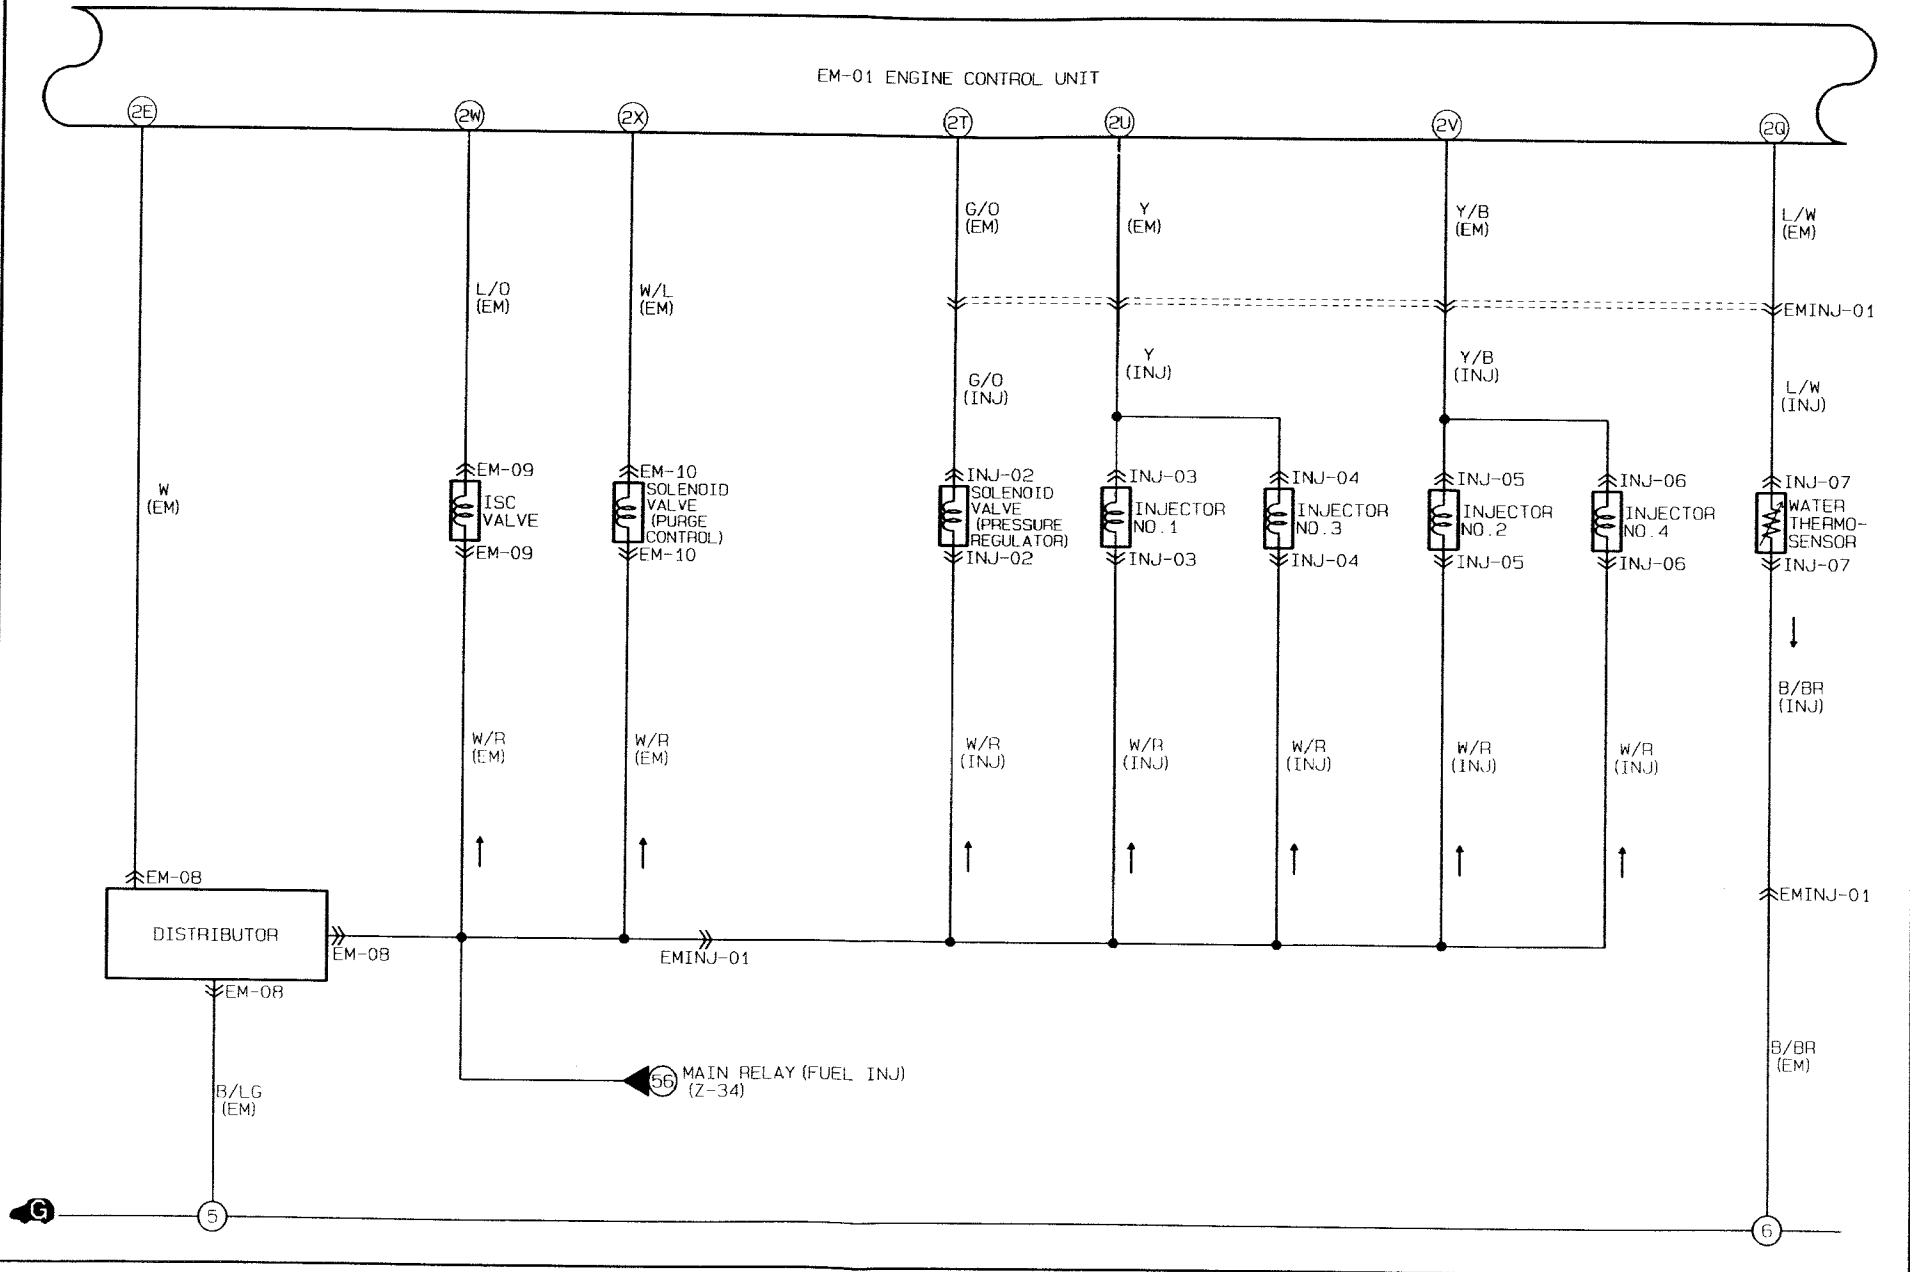 EM-01 ENGINE CONTROL UNIT
2E
2W
2X
2T
2U
2V
2Q
G/O
(EM)
Y
(EM)
Y/B
(EM)
L/W
(EM)
L/O
(EM)
W/L
(EM)
EMINJ-01
G/O
(INJ)
Y
(INJ)
Y/B
(INJ)
L/W
(INJ)
W
(EM)
EM-09
ISC
VALVE
EM-09
EM-10
SOLENOID
VALVE
(PURGE
CONTROL)
EM-10
INJ-02
SOLENOID
VALVE
(PRESSURE
REGULATOR)
INJ-02
INJ-03
INJECTOR
NO.1
INJ-03
INJ-04
INJECTOR
NO.3
INJ-04
INJ-05
INJECTOR
NO.2
INJ-05
INJ-06
INJECTOR
NO.4
INJ-06
INJ-07
WATER
THERMO-
SENSOR
INJ-07
B/BR
(INJ)
W/R
(EM)
W/R
(EM)
W/R
(INJ)
W/R
(INJ)
W/R
(INJ)
W/R
(INJ)
W/R
(INJ)
EM-08
DISTRIBUTOR
EM-08
EMINJ-01
EMINJ-01
EM-08
B/LG
(EM)
56
MAIN RELAY(FUEL INJ)
(Z-34)
B/BR
(EM)
G
5
6